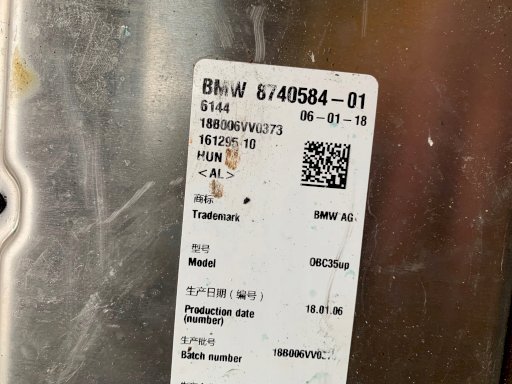 BMW 8740584-01
6144 06-01-18
18B006VV0373
161295-10
HUN
<AL>
商标
Trademark BMW AG
型号
Model OBC35up
生产日期（编号）
Production date 18.01.06
(number)
生产批号
Batch number 18B006VV037